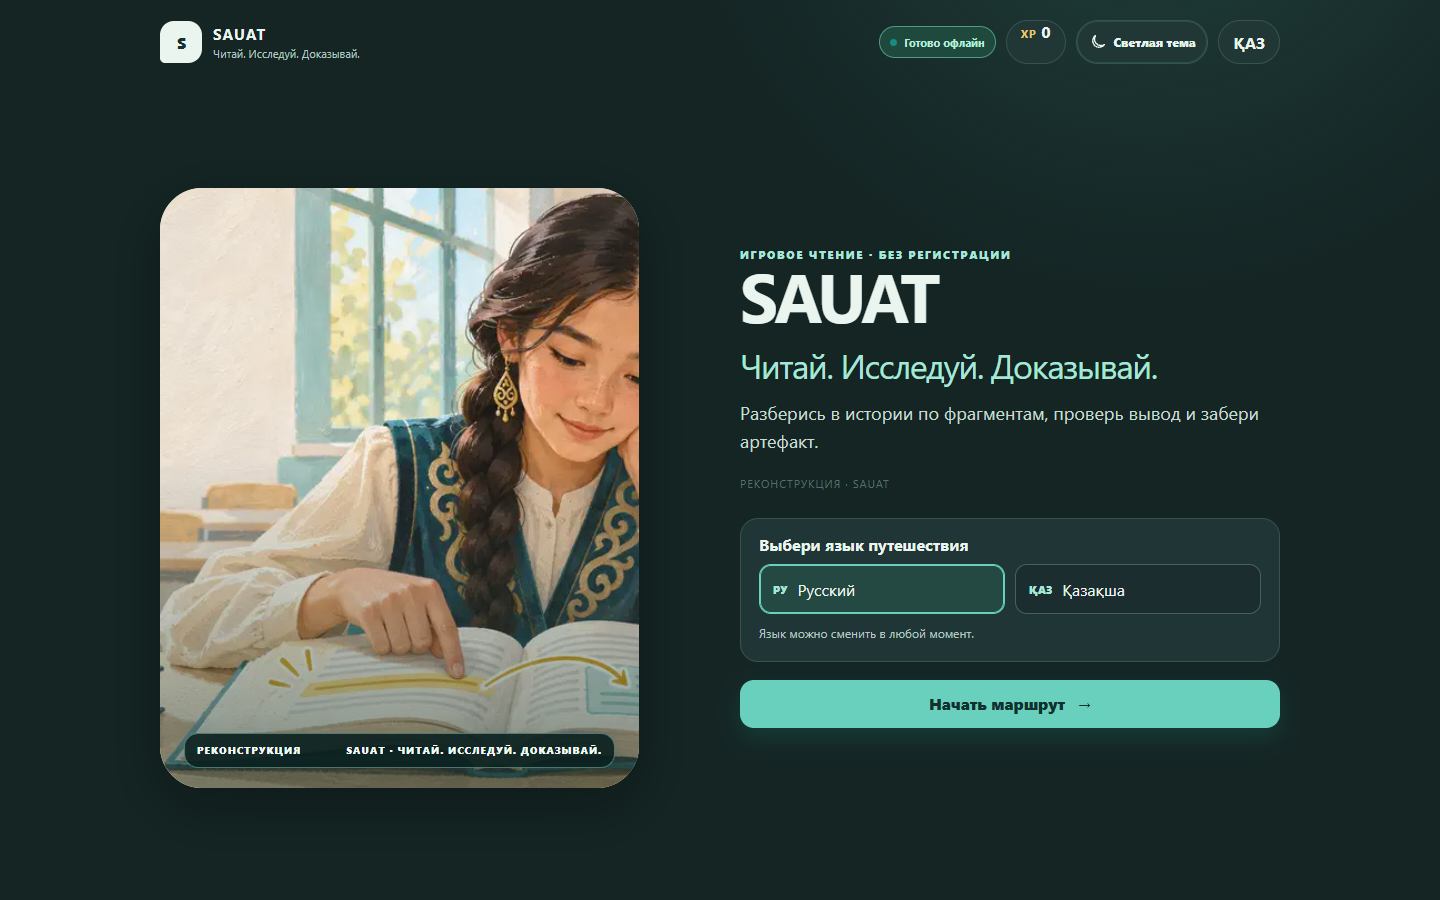 S
SAUAT
Читай. Исследуй. Доказывай.
Готово офлайн
XP 0
Светлая тема
ҚАЗ
ИГРОВОЕ ЧТЕНИЕ · БЕЗ РЕГИСТРАЦИИ
SAUAT
Читай. Исследуй. Доказывай.
Разберись в истории по фрагментам, проверь вывод и забери
артефакт.
РЕКОНСТРУКЦИЯ · SAUAT
Выбери язык путешествия
РУ Русский
ҚАЗ Қазақша
Язык можно сменить в любой момент.
Начать маршрут →
РЕКОНСТРУКЦИЯ SAUAT · ЧИТАЙ. ИССЛЕДУЙ. ДОКАЗЫВАЙ.